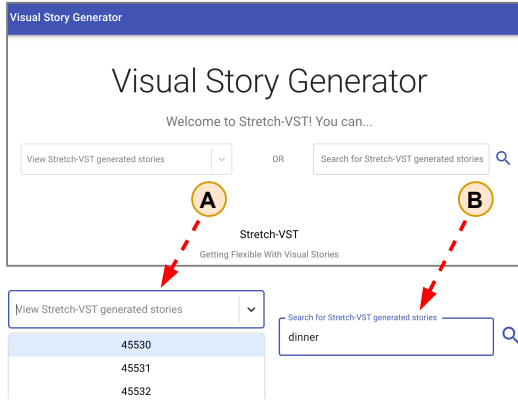 Visual Story Generator
Visual Story Generator
Welcome to Stretch-VST! You can...
View Stretch-VST generated stories
OR
Search for Stretch-VST generated stories
A
B
Stretch-VST
Getting Flexible With Visual Stories
View Stretch-VST generated stories
45530
45531
45532
Search for Stretch-VST generated stories
dinner